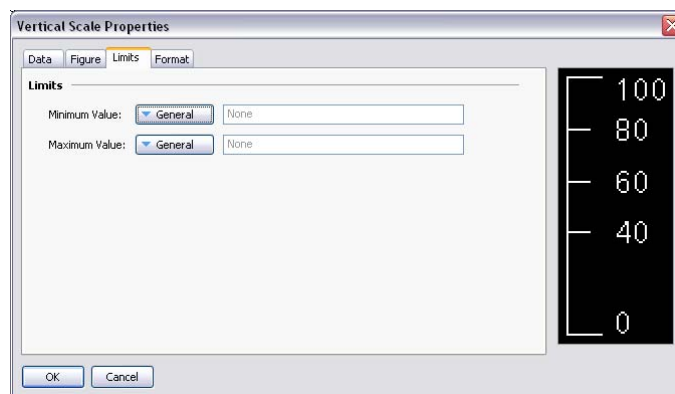 Vertical Scale Properties
Data Figure Limits Format
Limits
Minimum Value: General None
Maximum Value: General None
100
80
60
40
0
OK Cancel